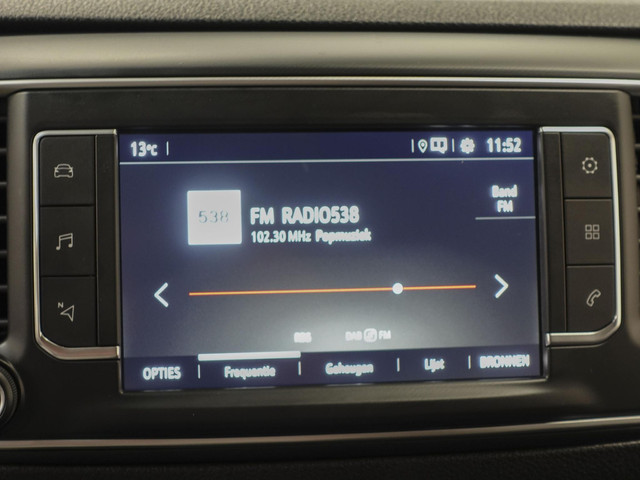 13°C
11:52
538
FM RADIO538
102.30 MHz Popmuziek
Band
FM
N
RDS
DAB FM
OPTIES
Frequentie
Geheugen
Lijst
BRONNEN